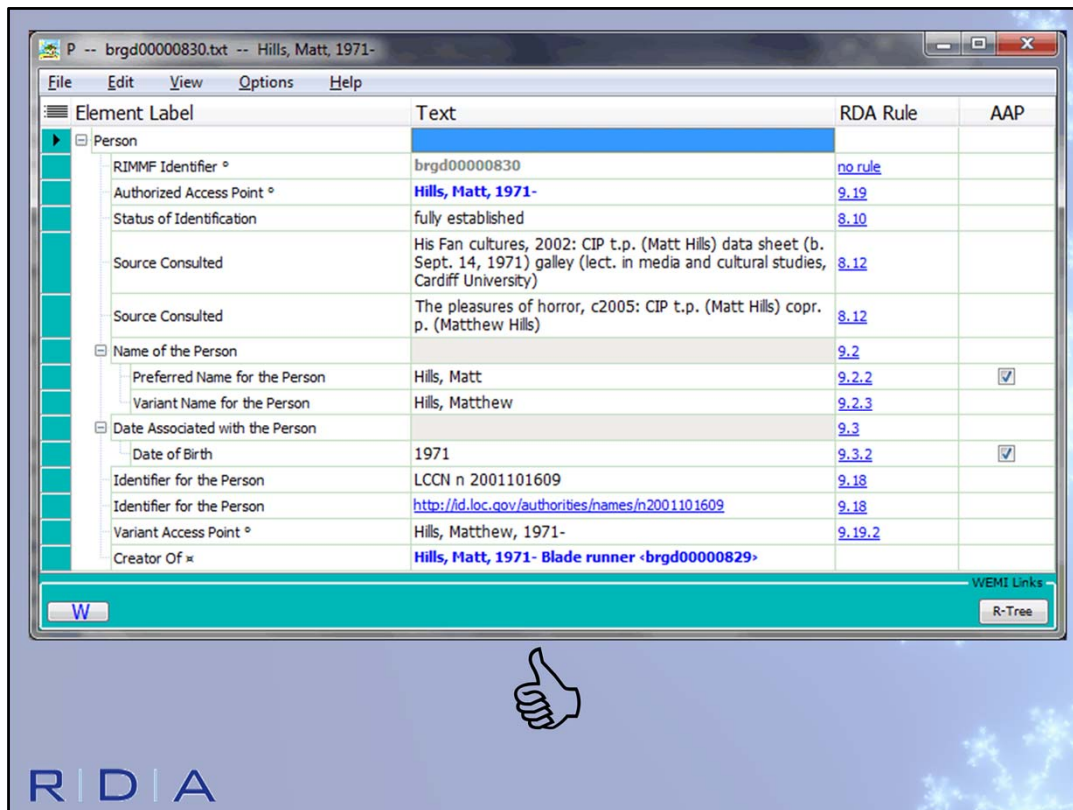 P -- brgd00000830.txt -- Hills, Matt, 1971-
File Edit View Options Help
Element Label Text RDA Rule AAP
Person
RIMMF Identifier º brgd00000830 no rule
Authorized Access Point º Hills, Matt, 1971- 9.19
Status of Identification fully established 8.10
His Fan cultures, 2002: CIP t.p. (Matt Hills) data sheet (b.
Source Consulted Sept. 14, 1971) galley (lect. in media and cultural studies, 8.12
Cardiff University)
Source Consulted The pleasures of horror, c2005: CIP t.p. (Matt Hills) copr. 8.12
p. (Matthew Hills)
Name of the Person 9.2
Preferred Name for the Person Hills, Matt 9.2.2
Variant Name for the Person Hills, Matthew 9.2.3
Date Associated with the Person 9.3
Date of Birth 1971 9.3.2
Identifier for the Person LCCN n 2001101609 9.18
Identifier for the Person http://id.loc.gov/authorities/names/n2001101609 9.18
Variant Access Point º Hills, Matthew, 1971- 9.19.2
Creator Of ¤ Hills, Matt, 1971- Blade runner ‹brgd00000829›
WEMI Links
W R-Tree
R|D|A